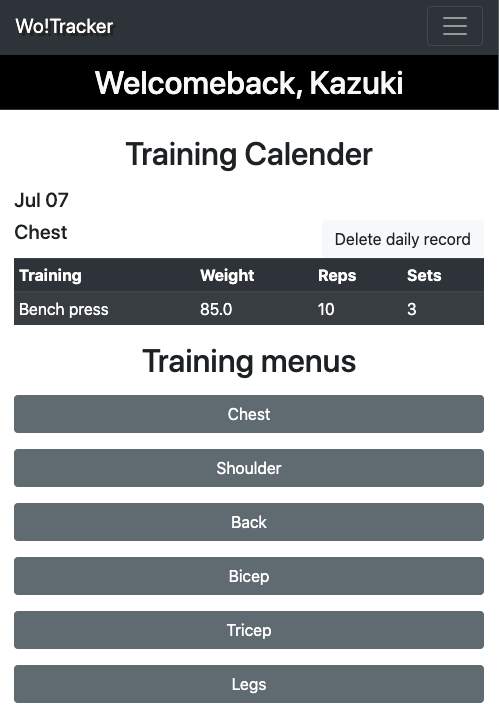 Wo!Tracker
Welcomeback, Kazuki
Training Calender
Jul 07
Chest
Delete daily record
Training Weight Reps Sets
Bench press 85.0 10 3
Training menus
Chest
Shoulder
Back
Bicep
Tricep
Legs